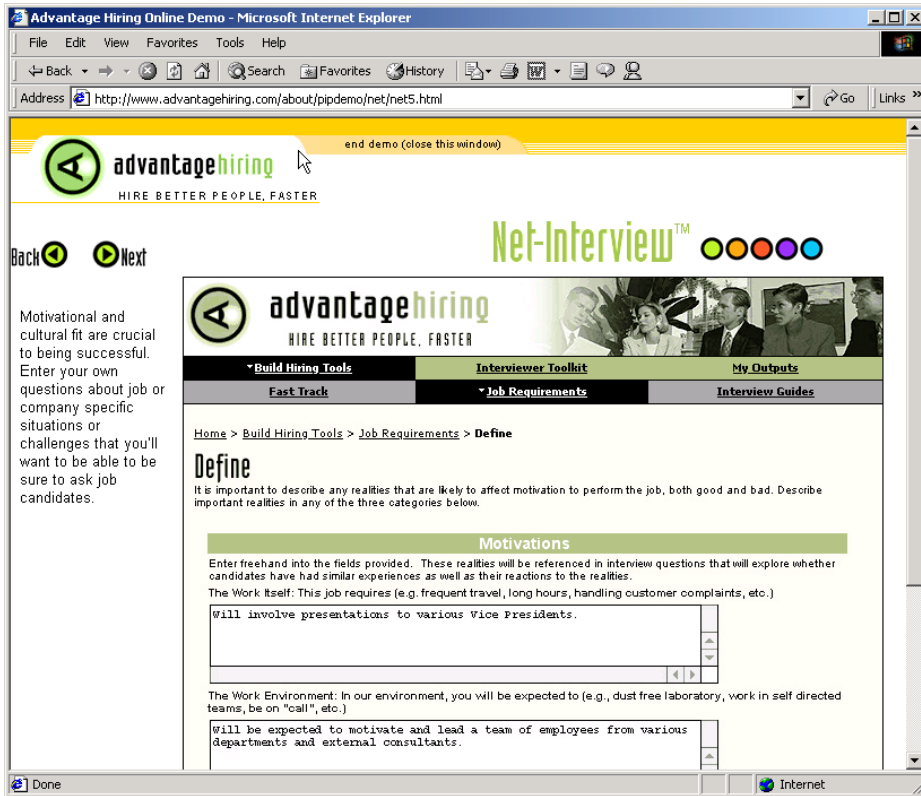 Advantage Hiring Online Demo - Microsoft Internet Explorer
File Edit View Favorites Tools Help
Back Search Favorites History
Address http://www.advantagehiring.com/about/pipdemo/net/net5.html Go Links »
end demo (close this window)
advantagehiring
HIRE BETTER PEOPLE, FASTER
Net-Interview™
Back Next
Motivational and
cultural fit are crucial
to being successful.
Enter your own
questions about job or
company specific
situations or
challenges that you'll
want to be able to be
sure to ask job
candidates.
advantagehiring
HIRE BETTER PEOPLE, FASTER
Build Hiring Tools Interviewer Toolkit My Outputs
Fast Track Job Requirements Interview Guides
Home > Build Hiring Tools > Job Requirements > Define
Define
It is important to describe any realities that are likely to affect motivation to perform the job, both good and bad. Describe
important realities in any of the three categories below.
Motivations
Enter freehand into the fields provided. These realities will be referenced in interview questions that will explore whether
candidates have had similar experiences as well as their reactions to the realities.
The Work Itself: This job requires (e.g. frequent travel, long hours, handling customer complaints, etc.)
Will involve presentations to various Vice Presidents.
The Work Environment: In our environment, you will be expected to (e.g., dust free laboratory, work in self directed
teams, be on "call", etc.)
Will be expected to motivate and lead a team of employees from various
departments and external consultants.
Done Internet